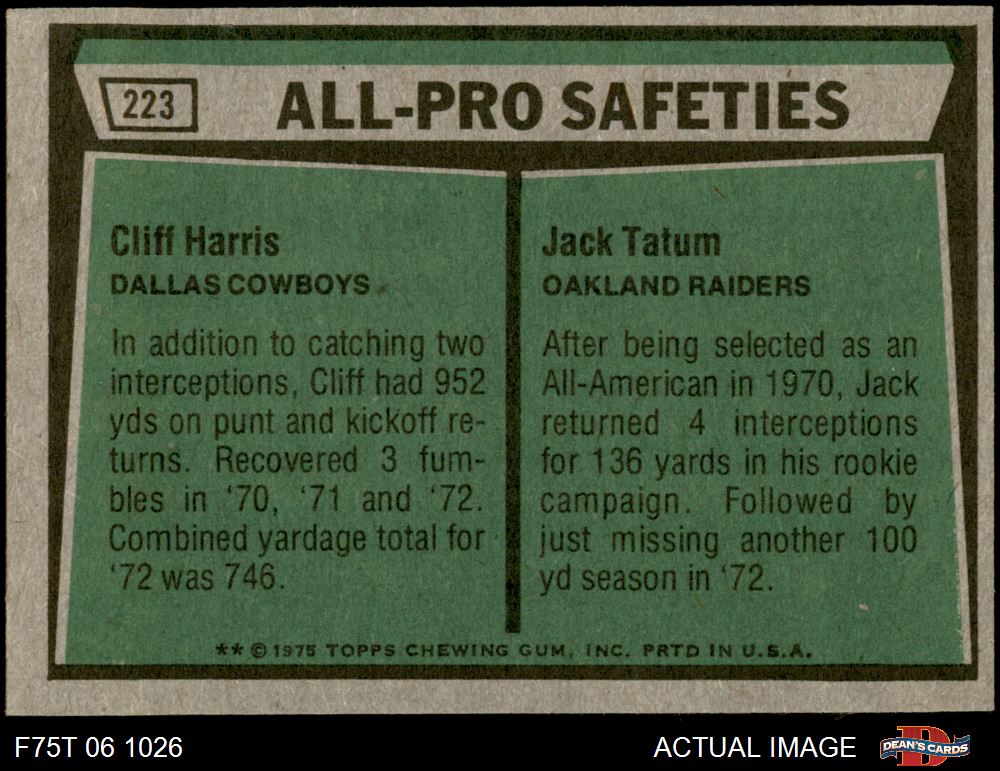 223
ALL-PRO SAFETIES
Cliff Harris
DALLAS COWBOYS
In addition to catching two
interceptions, Cliff had 952
yds on punt and kickoff re-
turns. Recovered 3 fum-
bles in ‘70, ‘71 and ‘72.
Combined yardage total for
‘72 was 746.
Jack Tatum
OAKLAND RAIDERS
After being selected as an
All-American in 1970, Jack
returned 4 interceptions
for 136 yards in his rookie
campaign. Followed by
just missing another 100
yd season in ‘72.
** © 1975 TOPPS CHEWING GUM, INC. PRTD IN U.S.A.
F75T 06 1026
ACTUAL IMAGE
D
DEAN'S CARDS